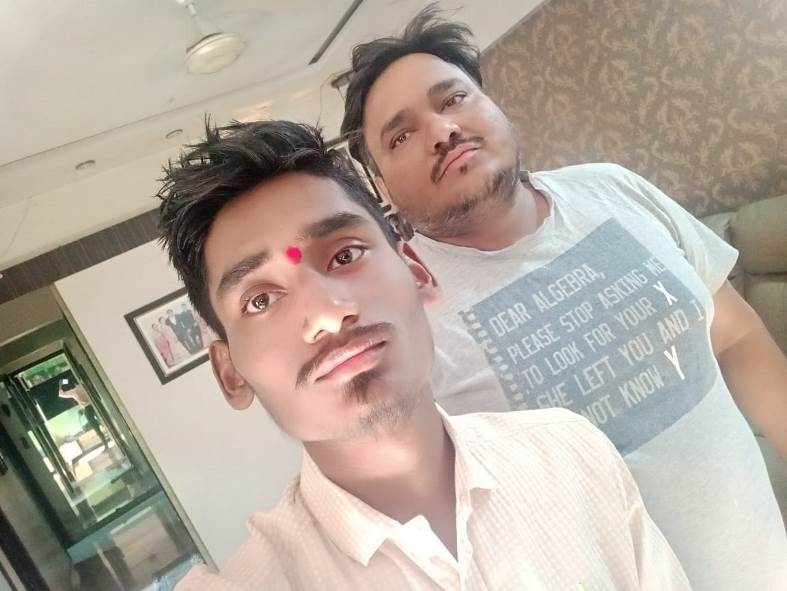 DEAR ALGEBRA,
PLEASE STOP ASKING ME
TO LOOK FOR YOUR X
SHE LEFT YOU AND I
NOT KNOW Y